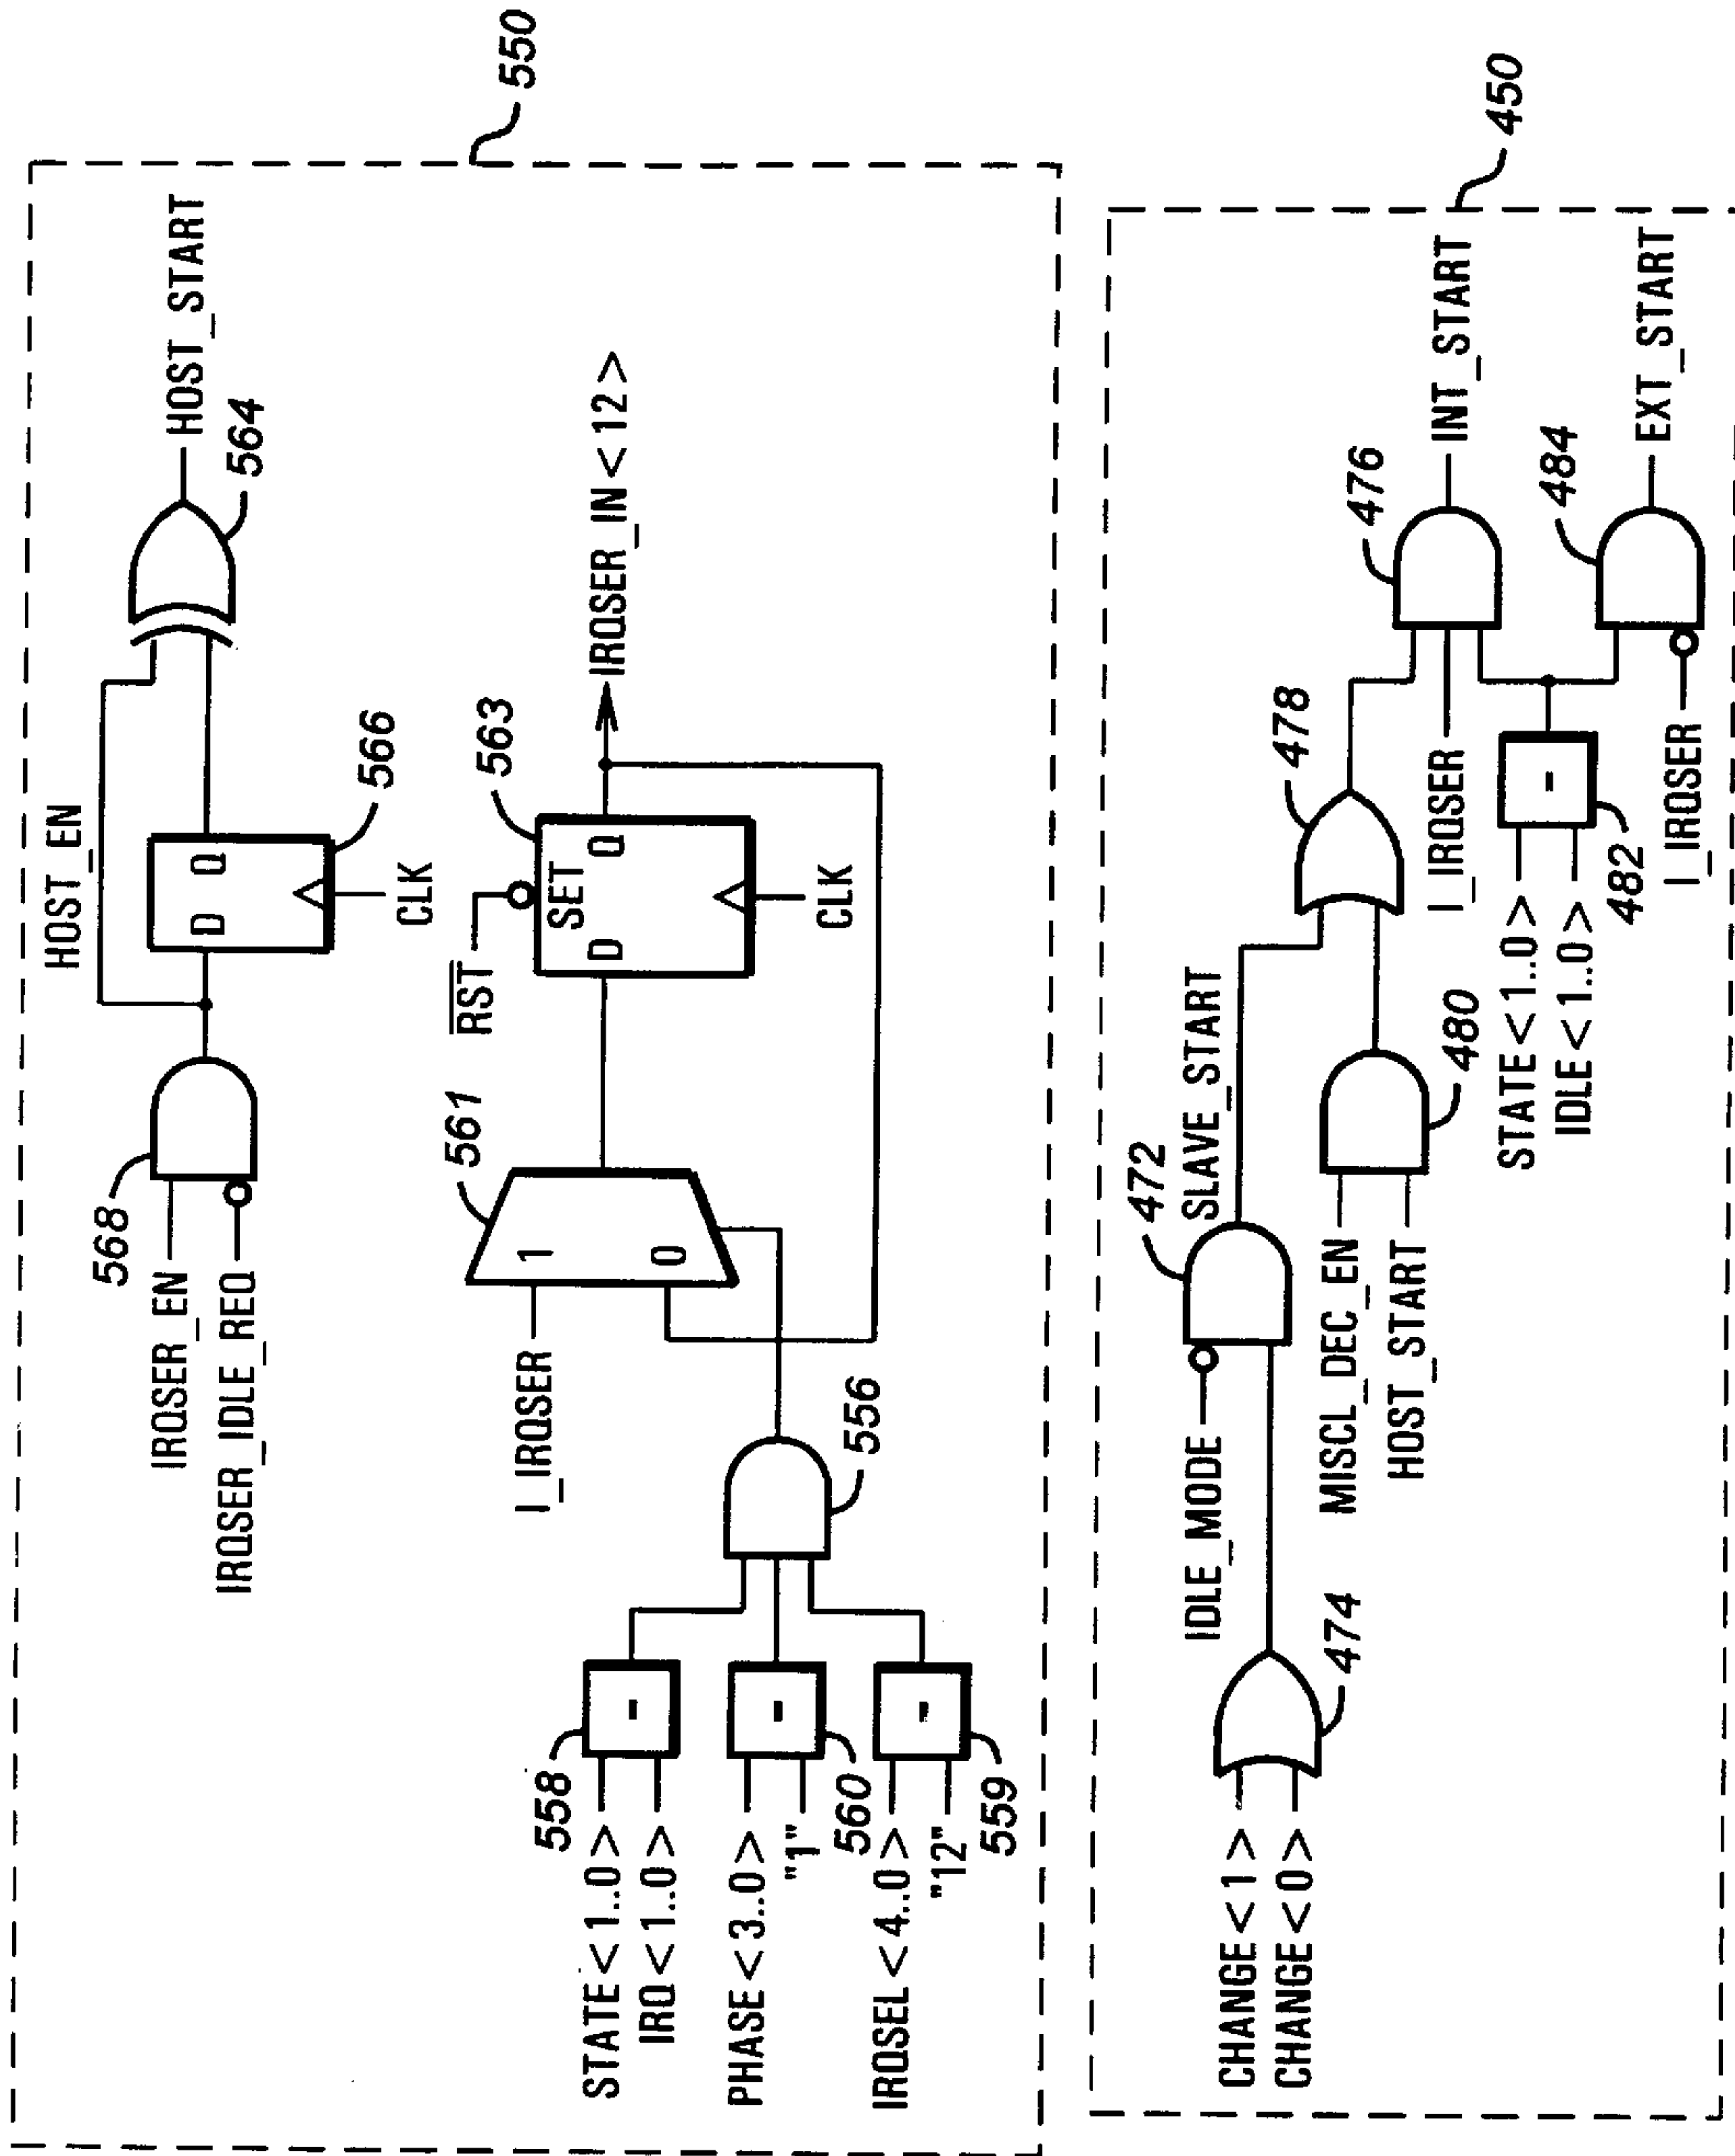 HOST_EN
HOST_START
564
568
IRQSER_EN
IRQSER_IDLE_REQ
D Q
566
CLK
550
561
I_IRQSER
1
0
RST
SET
D Q
563
CLK
IRQSER_IN<12>
556
558
STATE<1..0>
IRQ<1..0>
PHASE<3..0>
"1"
560
IRQSEL<4..0>
"12"
559
450
CHANGE<1>
CHANGE<0>
474
IDLE_MODE
472
SLAVE_START
MISCL_DEC_EN
HOST_START
480
478
I_IRQSER
STATE<1..0>
IDLE<1..0>
482
476
INT_START
484
EXT_START
I_IRQSER